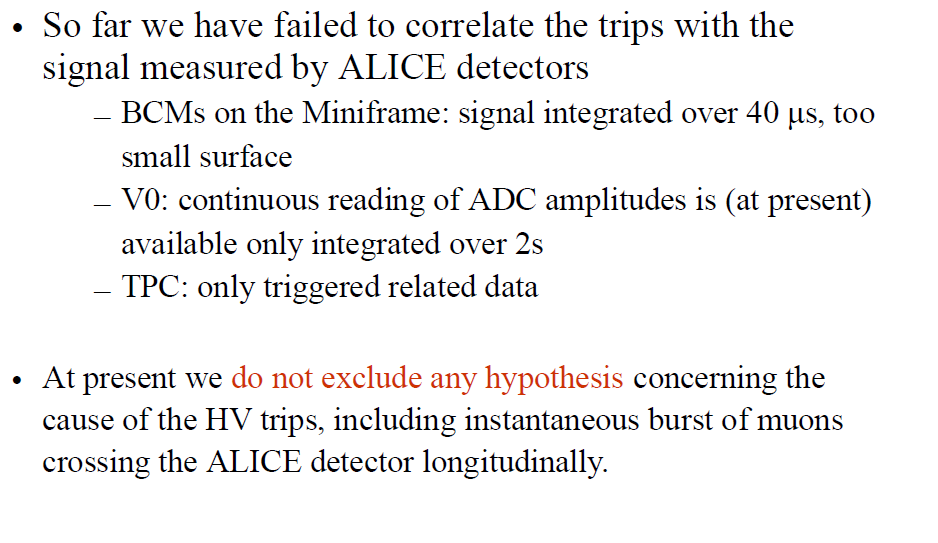 • So far we have failed to correlate the trips with the
signal measured by ALICE detectors
– BCMs on the Miniframe: signal integrated over 40 μs, too
small surface
– V0: continuous reading of ADC amplitudes is (at present)
available only integrated over 2s
– TPC: only triggered related data
• At present we do not exclude any hypothesis concerning the
cause of the HV trips, including instantaneous burst of muons
crossing the ALICE detector longitudinally.